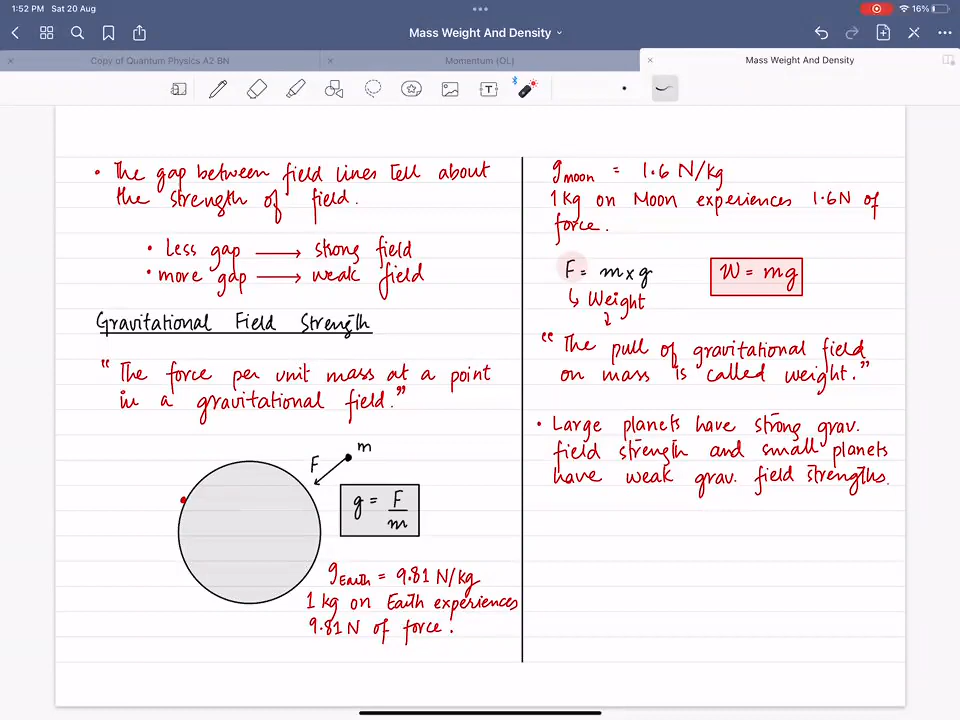 1:52 PM Sat 20 Aug
16%
Mass Weight And Density
Copy of Quantum Physics A2 BN
Momentum (OL)
Mass Weight And Density
• The gap between field lines tell about
the strength of field.
• Less gap → strong field
• more gap → weak field
Gravitational Field Strength
"The force per unit mass at a point
in a gravitational field."
m
F
g = F/m
gEarth = 9.81 N/kg
1 kg on Earth experiences
9.81 N of force.
gmoon = 1.6 N/kg
1 kg on Moon experiences 1.6N of
force.
F = m x g
W = mg
↳ Weight
"The pull of gravitational field
on mass is called weight."
• Large planets have strong grav.
field strength and small planets
have weak grav. field strengths.